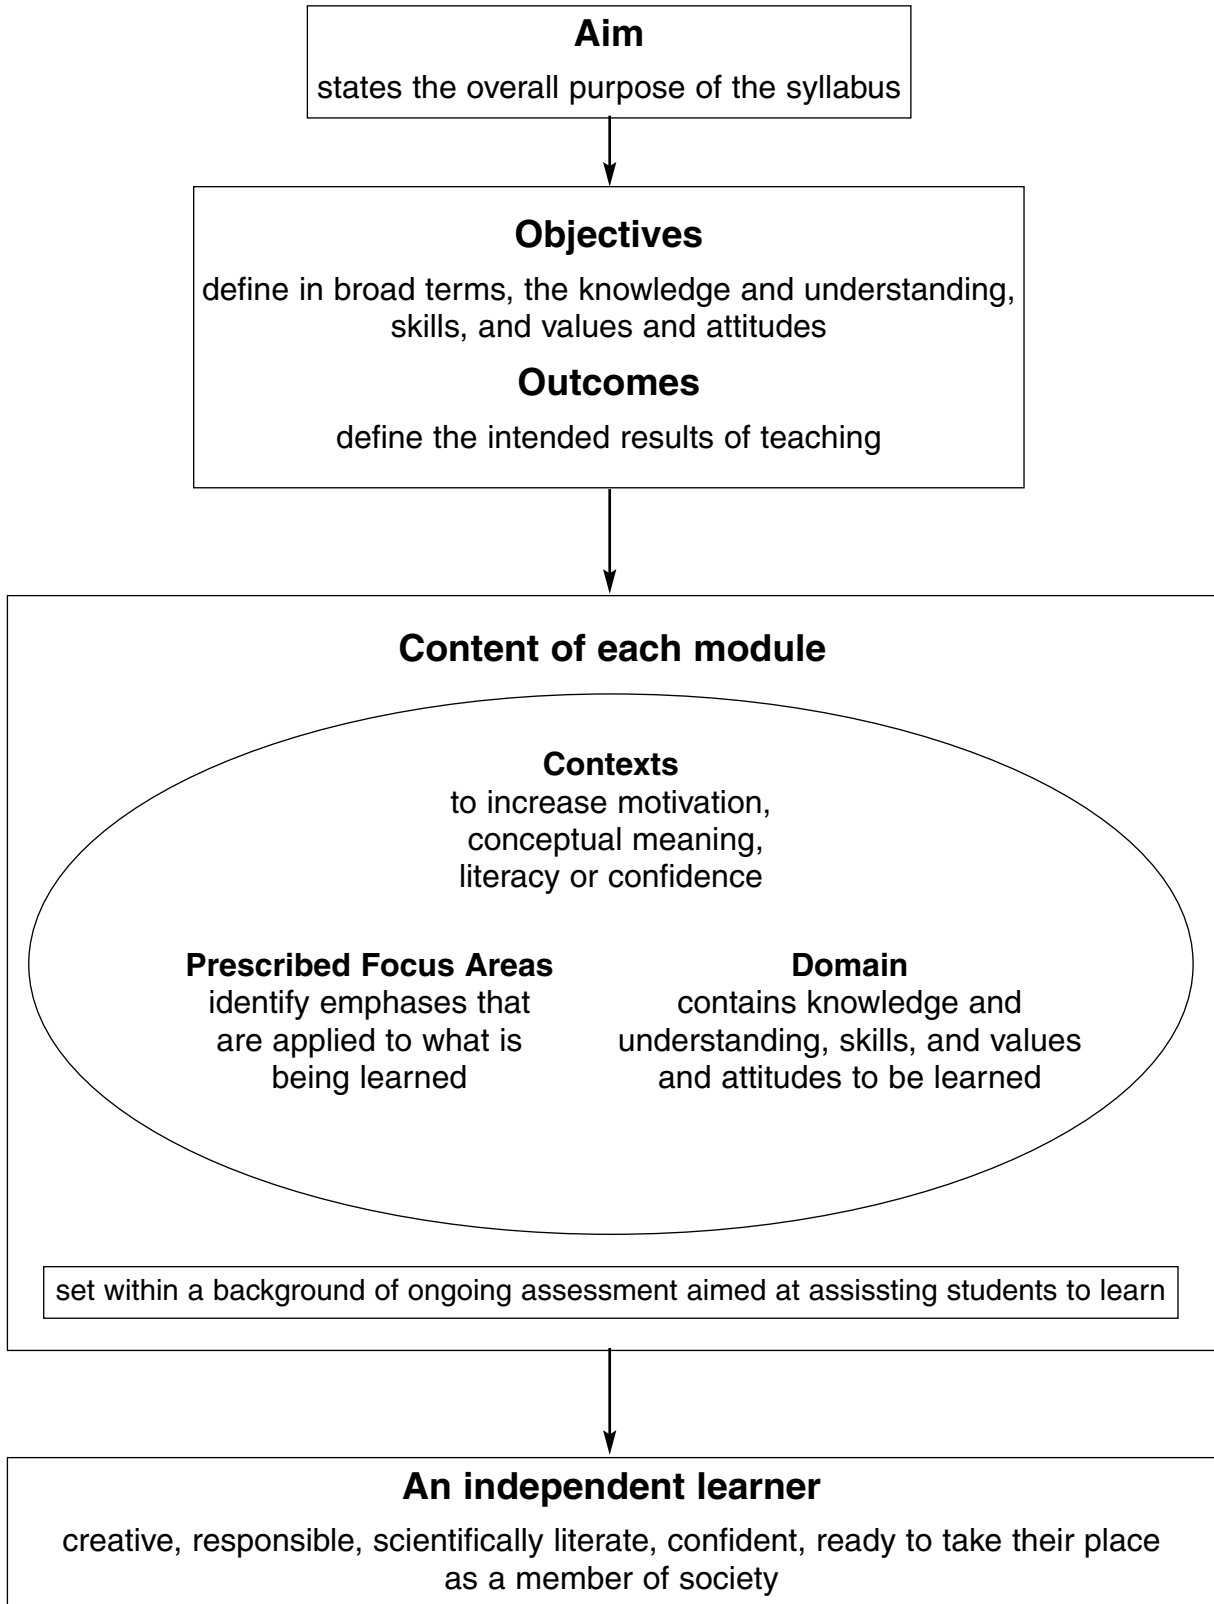 Aim
states the overall purpose of the syllabus
Objectives
define in broad terms, the knowledge and understanding,
skills, and values and attitudes
Outcomes
define the intended results of teaching
Content of each module
Contexts
to increase motivation,
conceptual meaning,
literacy or confidence
Prescribed Focus Areas
identify emphases that
are applied to what is
being learned
Domain
contains knowledge and
understanding, skills, and values
and attitudes to be learned
set within a background of ongoing assessment aimed at assissting students to learn
An independent learner
creative, responsible, scientifically literate, confident, ready to take their place
as a member of society